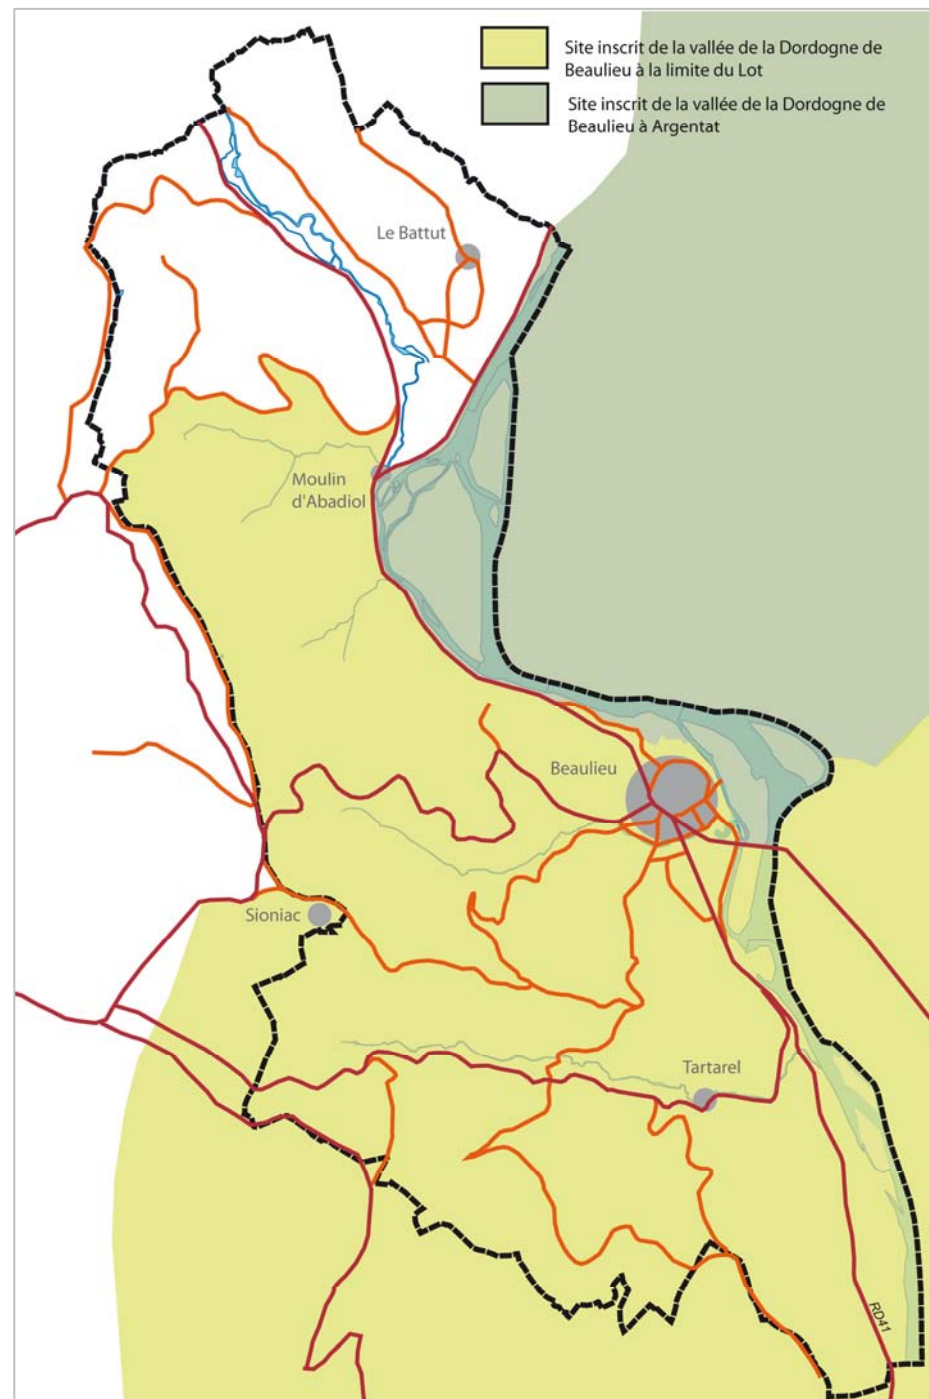 Site inscrit de la vallée de la Dordogne de
Beaulieu à la limite du Lot
Site inscrit de la vallée de la Dordogne de
Beaulieu à Argentat
Le Battut
Moulin
d'Abadiol
Beaulieu
Sioniac
Tartarel
RD41